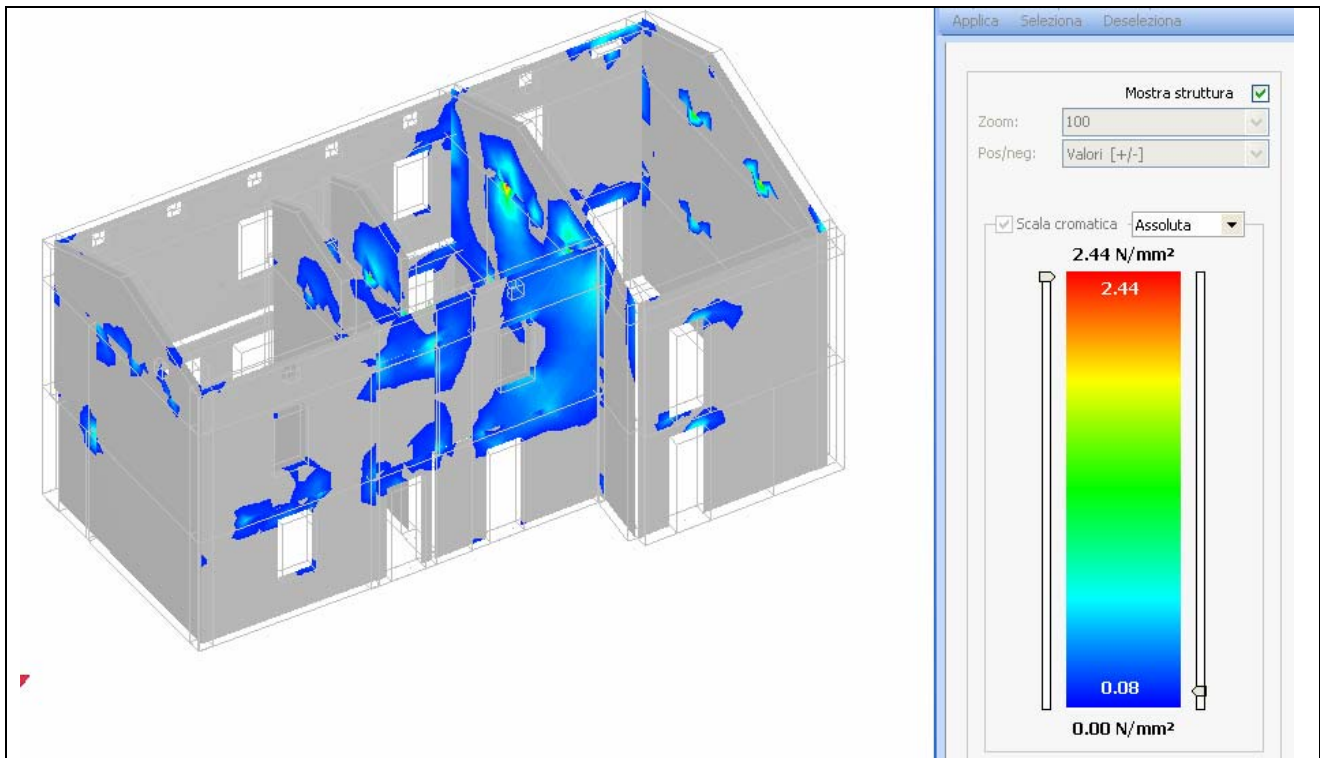 Applica Seleziona Deseleziona
Mostra struttura
Zoom: 100
Pos/neg: Valori [+/-]
Scala cromatica Assoluta
2.44 N/mm²
2.44
0.08
0.00 N/mm²